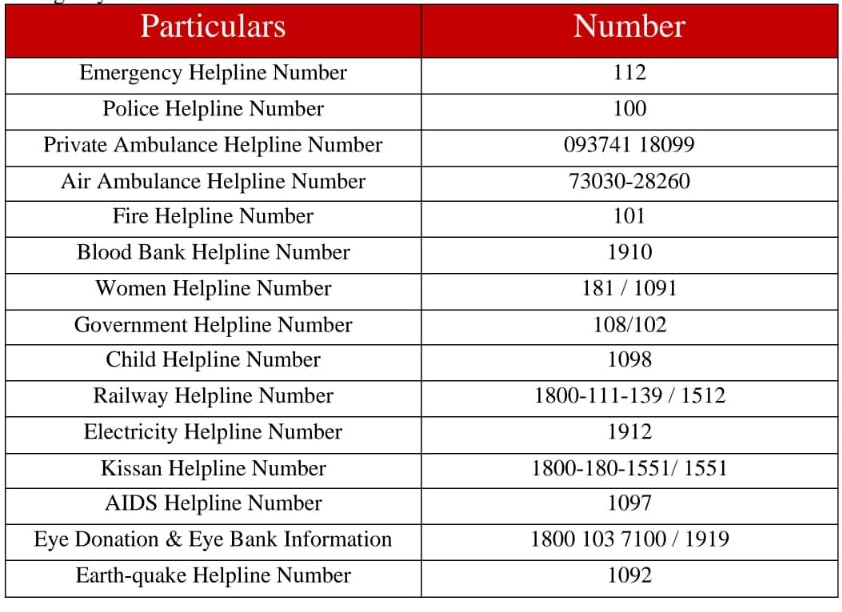 Particulars Number
Emergency Helpline Number 112
Police Helpline Number 100
Private Ambulance Helpline Number 093741 18099
Air Ambulance Helpline Number 73030-28260
Fire Helpline Number 101
Blood Bank Helpline Number 1910
Women Helpline Number 181 / 1091
Government Helpline Number 108/102
Child Helpline Number 1098
Railway Helpline Number 1800-111-139 / 1512
Electricity Helpline Number 1912
Kissan Helpline Number 1800-180-1551/ 1551
AIDS Helpline Number 1097
Eye Donation & Eye Bank Information 1800 103 7100 / 1919
Earth-quake Helpline Number 1092